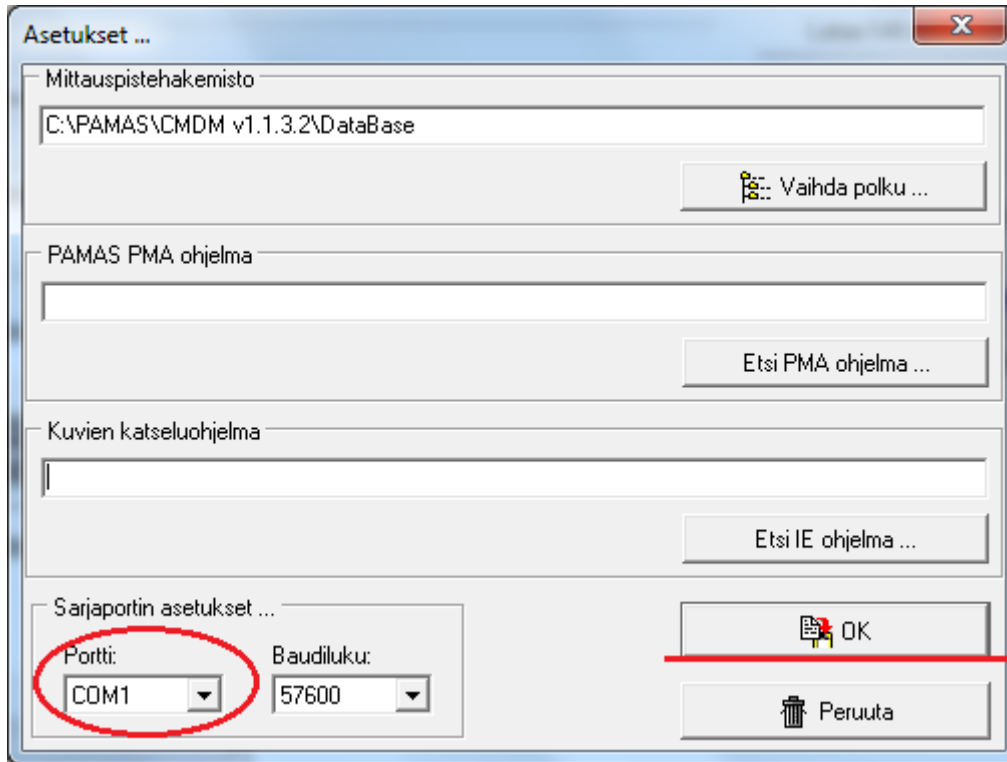 Asetukset ...
Mittauspistehakemisto
C:\PAMAS\CMDM v1.1.3.2\DataBase
Vaihda polku ...
PAMAS PMA ohjelma
Etsi PMA ohjelma ...
Kuvien katseluohjelma
Etsi IE ohjelma ...
Sarjaportin asetukset ...
Portti:
Baudiluku:
COM1
57600
OK
Peruuta